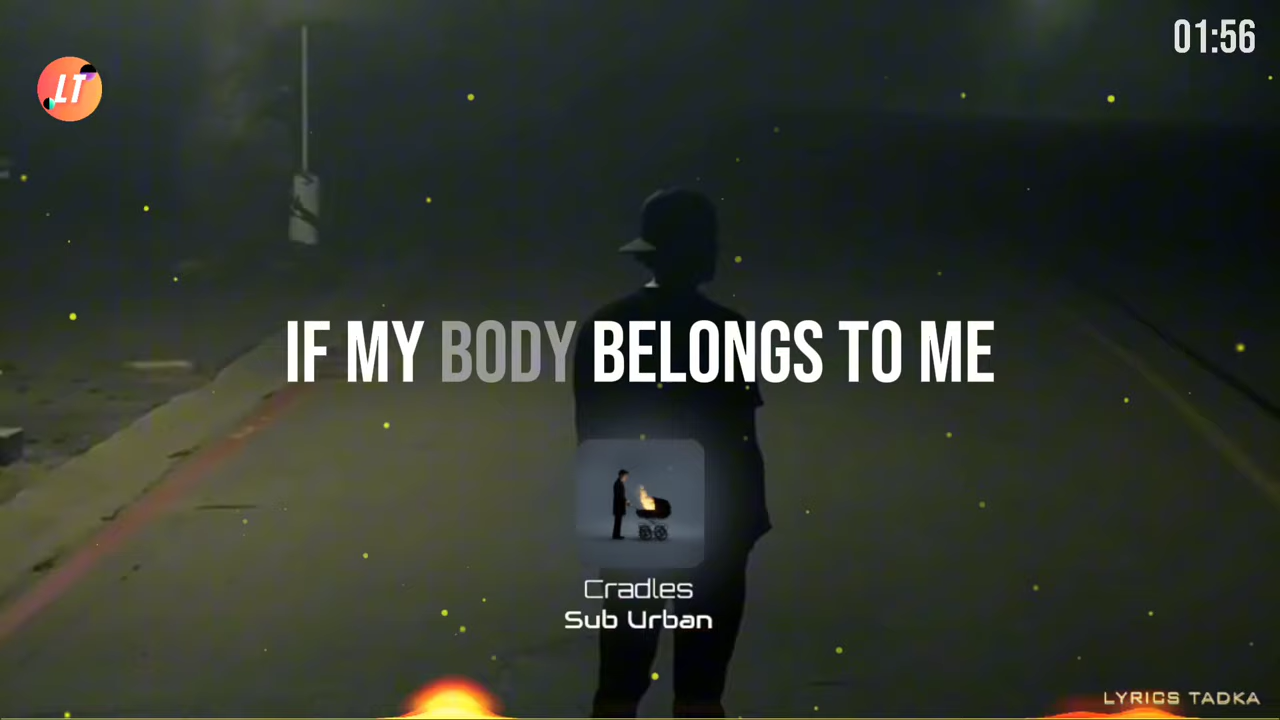 01:56
LT
IF MY BODY BELONGS TO ME
Cradles
Sub Urban
LYRICS TADKA